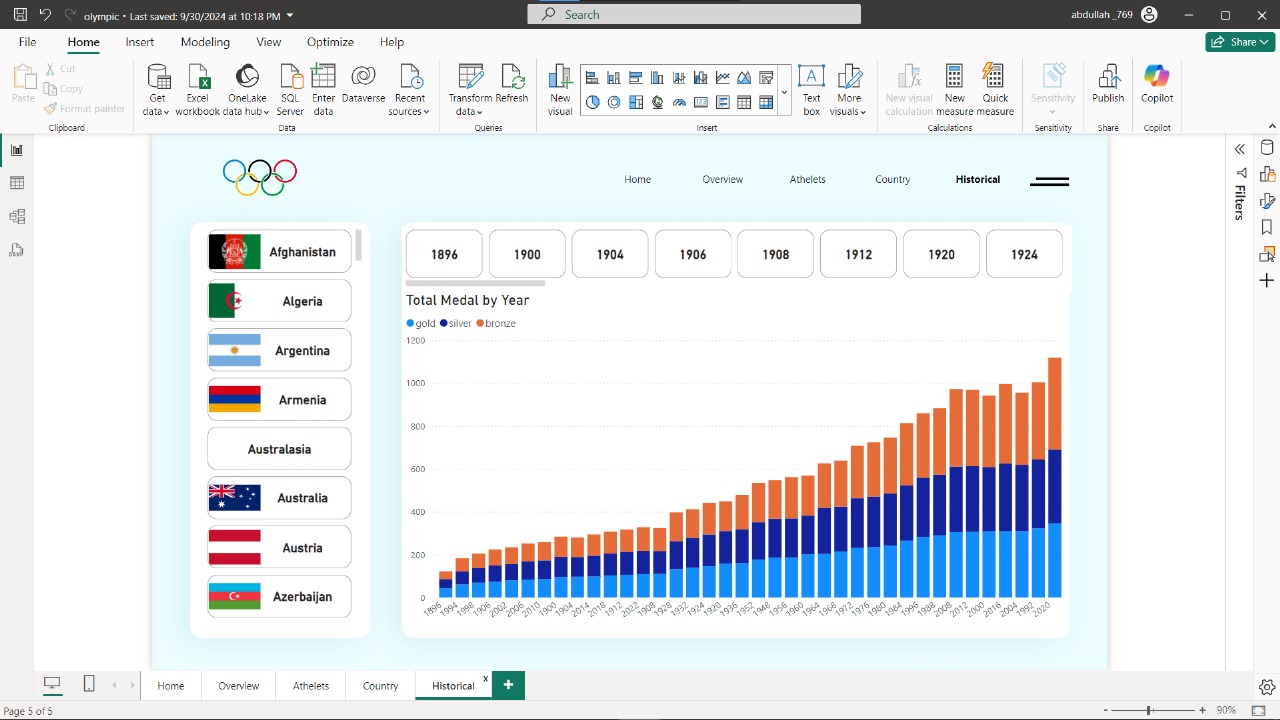 olympic • Last saved: 9/30/2024 at 10:18 PM
Search
abdullah _769
File Home Insert Modeling View Optimize Help
Share
Paste
Cut
Copy
Format painter
Clipboard
Get data
Excel workbook
OneLake data hub
SQL Server
Enter data
Dataverse
Recent sources
Data
Transform data
Refresh
Queries
New visual
Text box
More visuals
Insert
New visual calculation
New measure
Quick measure
Calculations
Sensitivity
Sensitivity
Publish
Share
Copilot
Copilot
Home Overview Athelets Country Historical
Filters
Afghanistan
Algeria
Argentina
Armenia
Australasia
Australia
Austria
Azerbaijan
1896 1900 1904 1906 1908 1912 1920 1924
Total Medal by Year
gold silver bronze
1200
1000
800
600
400
200
0
1896 1994 1998 1906 2002 2006 2010 1900 1904 2014 2018 1912 2022 1908 1928 1932 1924 1920 1936 1952 1948 1956 1960 1964 1968 1972 1976 1980 1984 1996 1988 2008 2012 2000 2016 2004 1992 2020
Home Overview Athelets Country Historical x +
Page 5 of 5
- + 90%